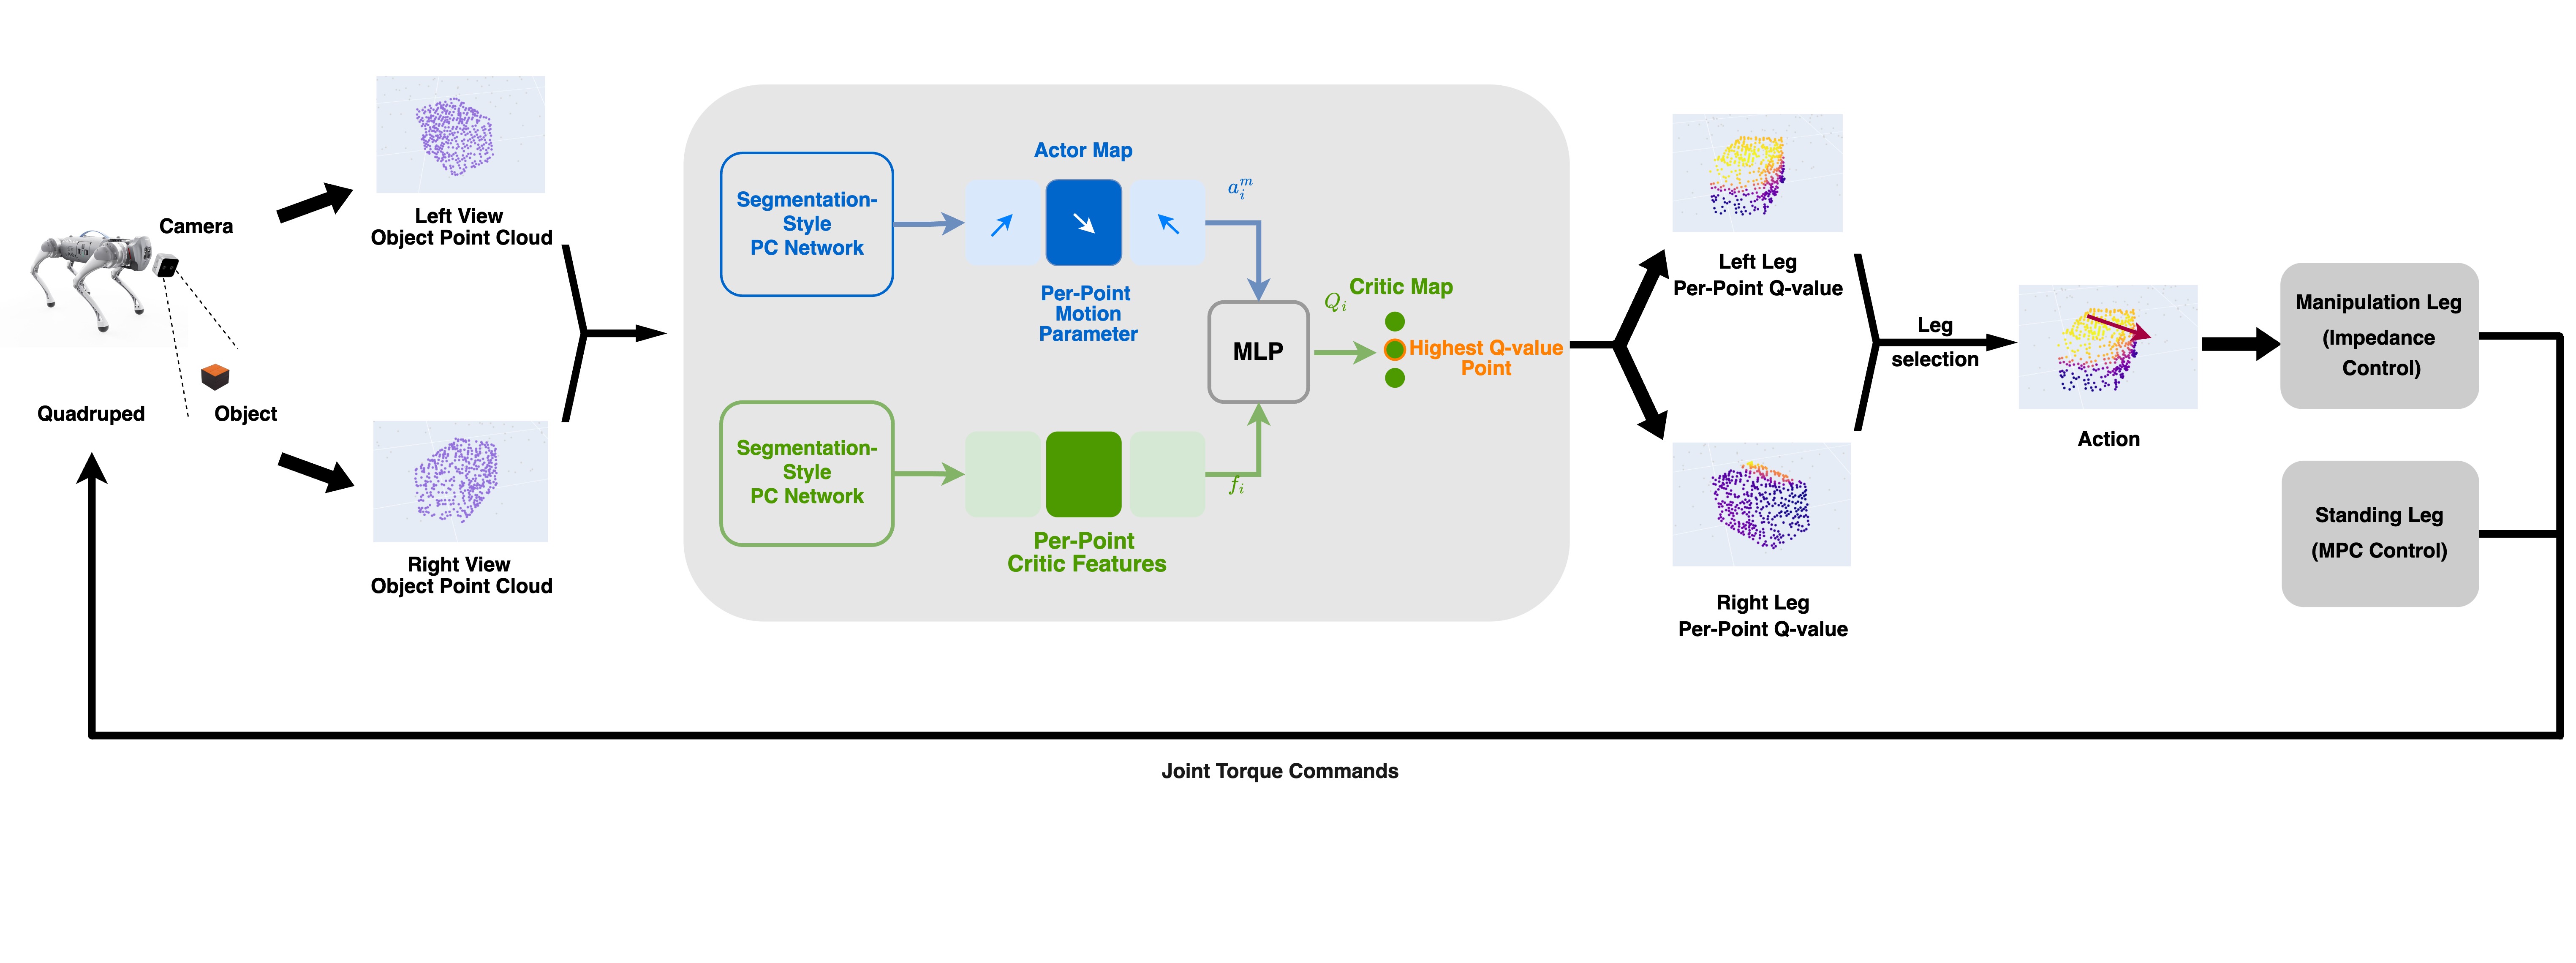 Camera
Quadruped
Object
Left View
Object Point Cloud
Right View
Object Point Cloud
Segmentation-
Style
PC Network
Actor Map
Per-Point
Motion
Parameter
$a_i^m$
Segmentation-
Style
PC Network
Per-Point
Critic Features
$f_i$
MLP
$Q_i$
Critic Map
Highest Q-value
Point
Left Leg
Per-Point Q-value
Right Leg
Per-Point Q-value
Leg
selection
Action
Manipulation Leg
(Impedance
Control)
Standing Leg
(MPC Control)
Joint Torque Commands